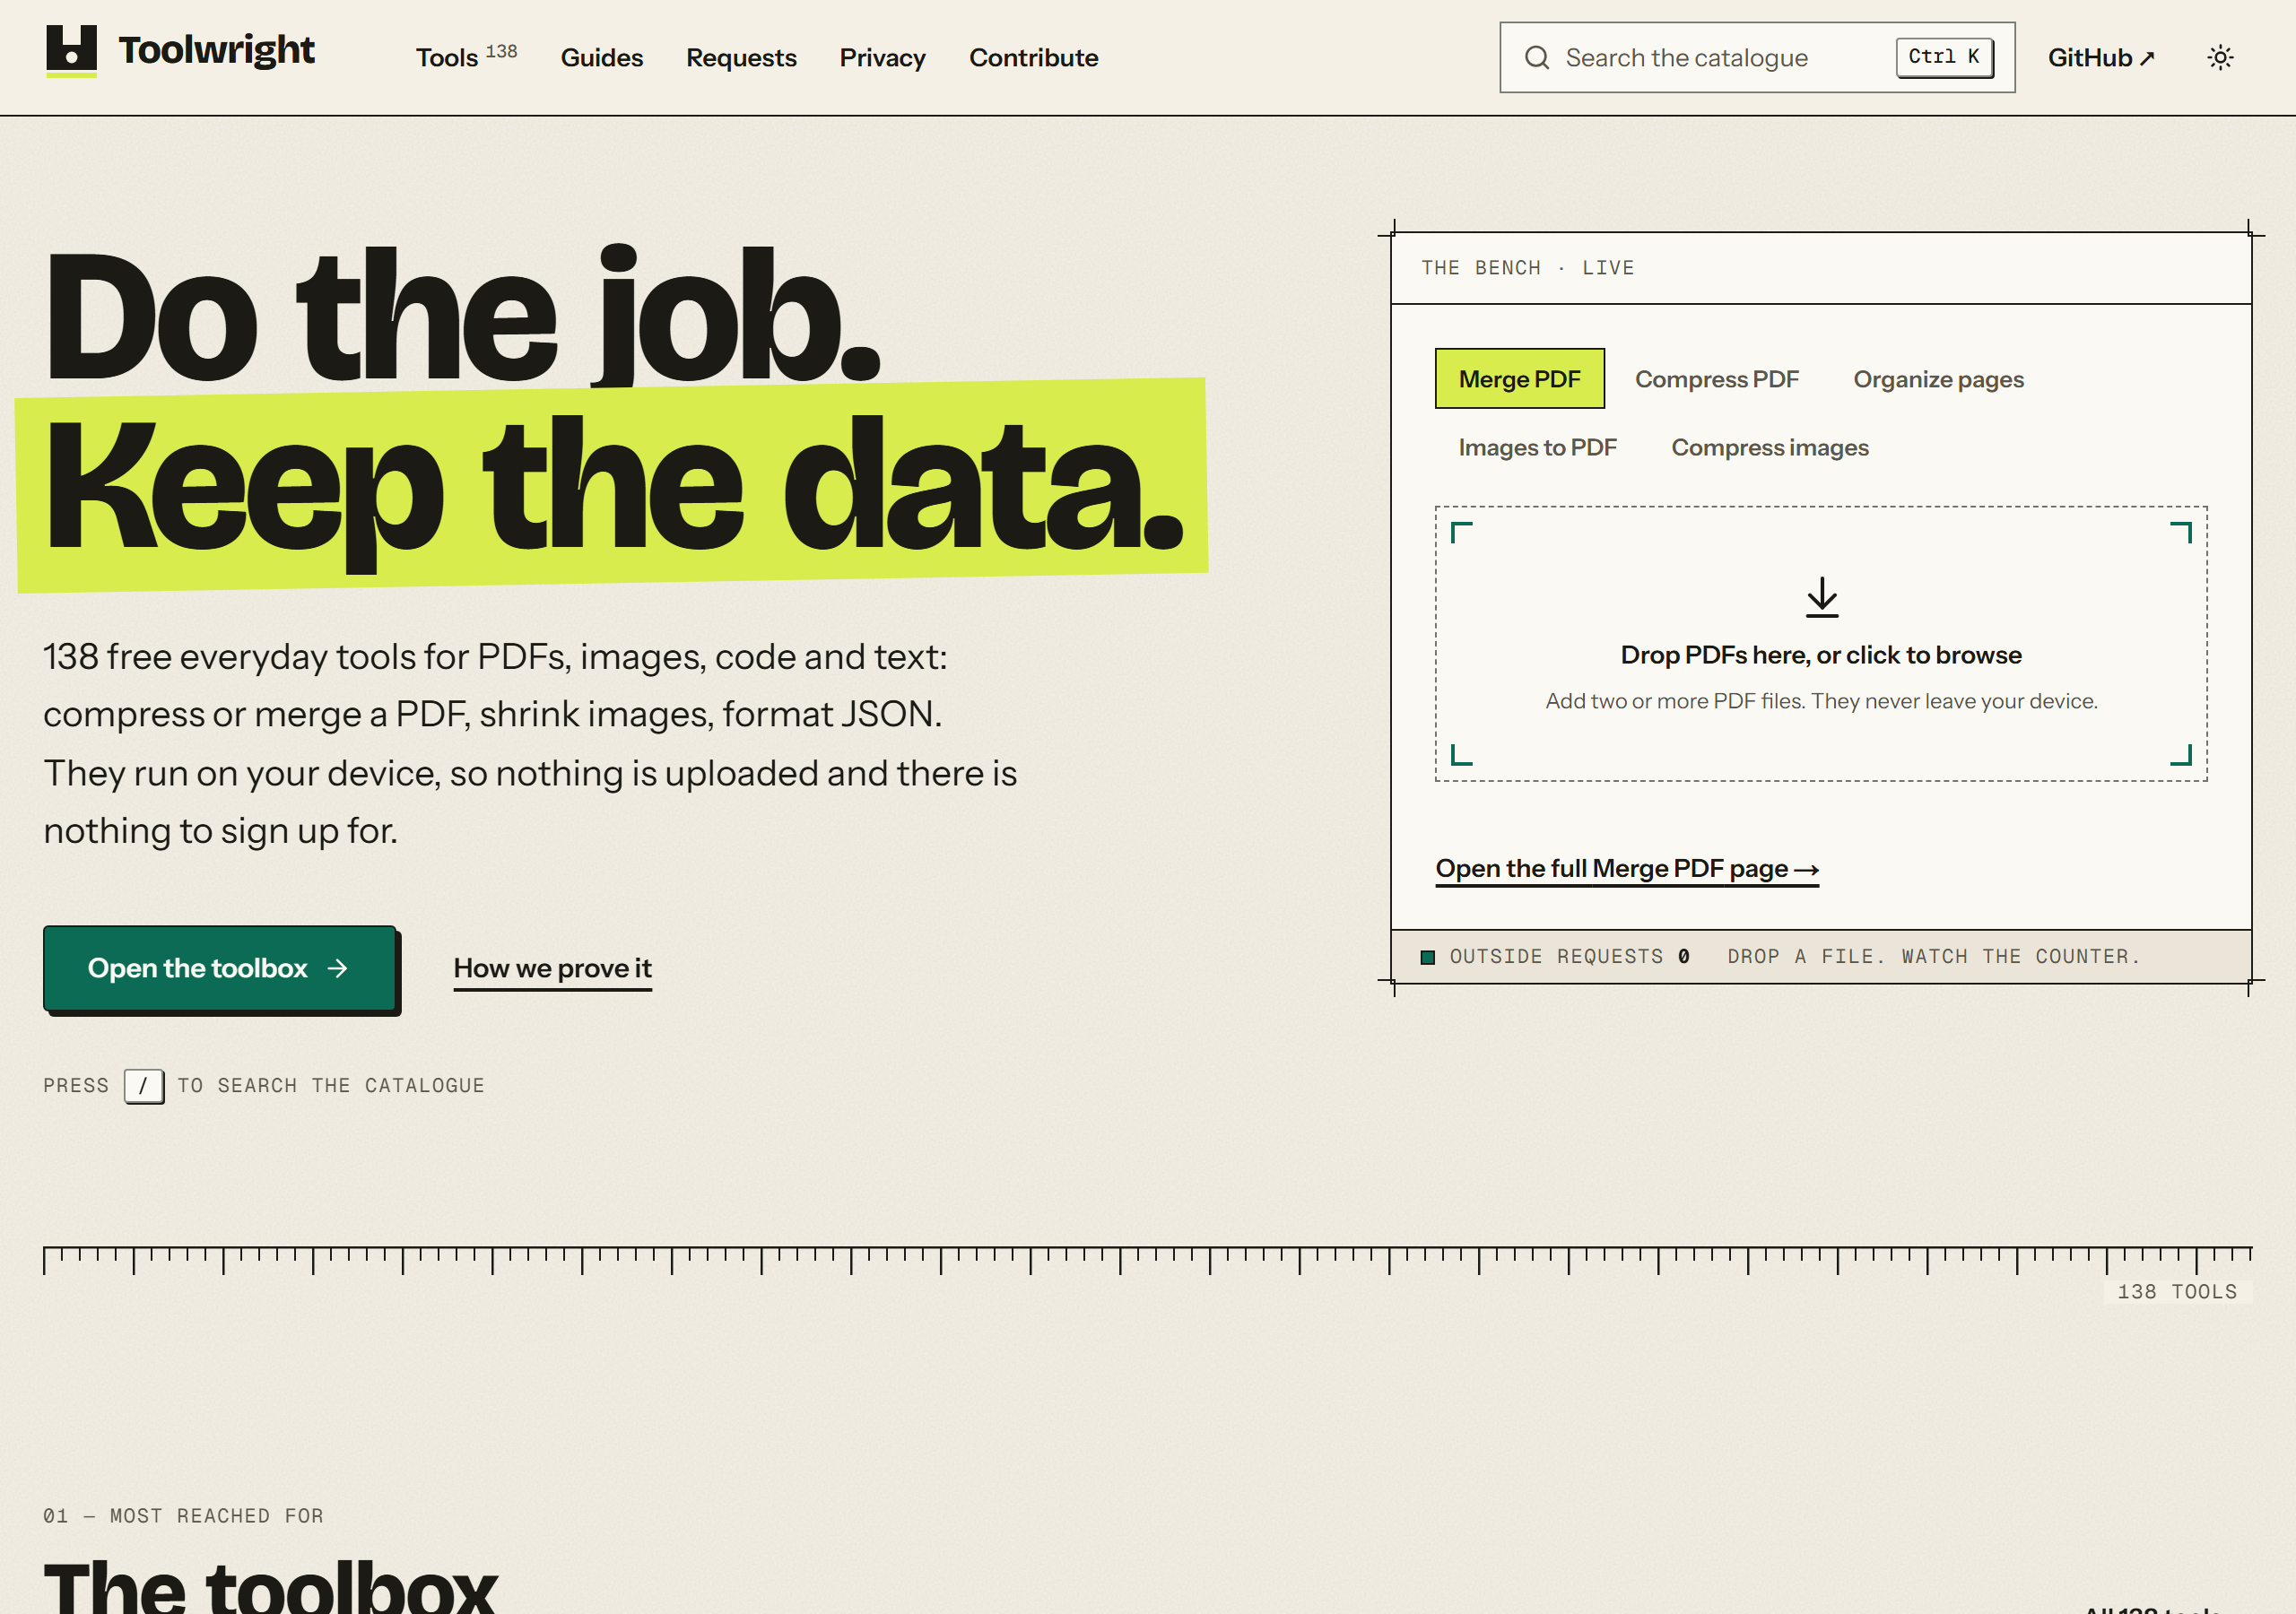 Toolwright
Tools 138
Guides
Requests
Privacy
Contribute
Search the catalogue
Ctrl K
GitHub ↗
Do the job.
Keep the data.
138 free everyday tools for PDFs, images, code and text:
compress or merge a PDF, shrink images, format JSON.
They run on your device, so nothing is uploaded and there is
nothing to sign up for.
Open the toolbox →
How we prove it
PRESS / TO SEARCH THE CATALOGUE
THE BENCH · LIVE
Merge PDF
Compress PDF
Organize pages
Images to PDF
Compress images
Drop PDFs here, or click to browse
Add two or more PDF files. They never leave your device.
Open the full Merge PDF page →
OUTSIDE REQUESTS 0 DROP A FILE. WATCH THE COUNTER.
138 TOOLS
01 — MOST REACHED FOR
The toolbox